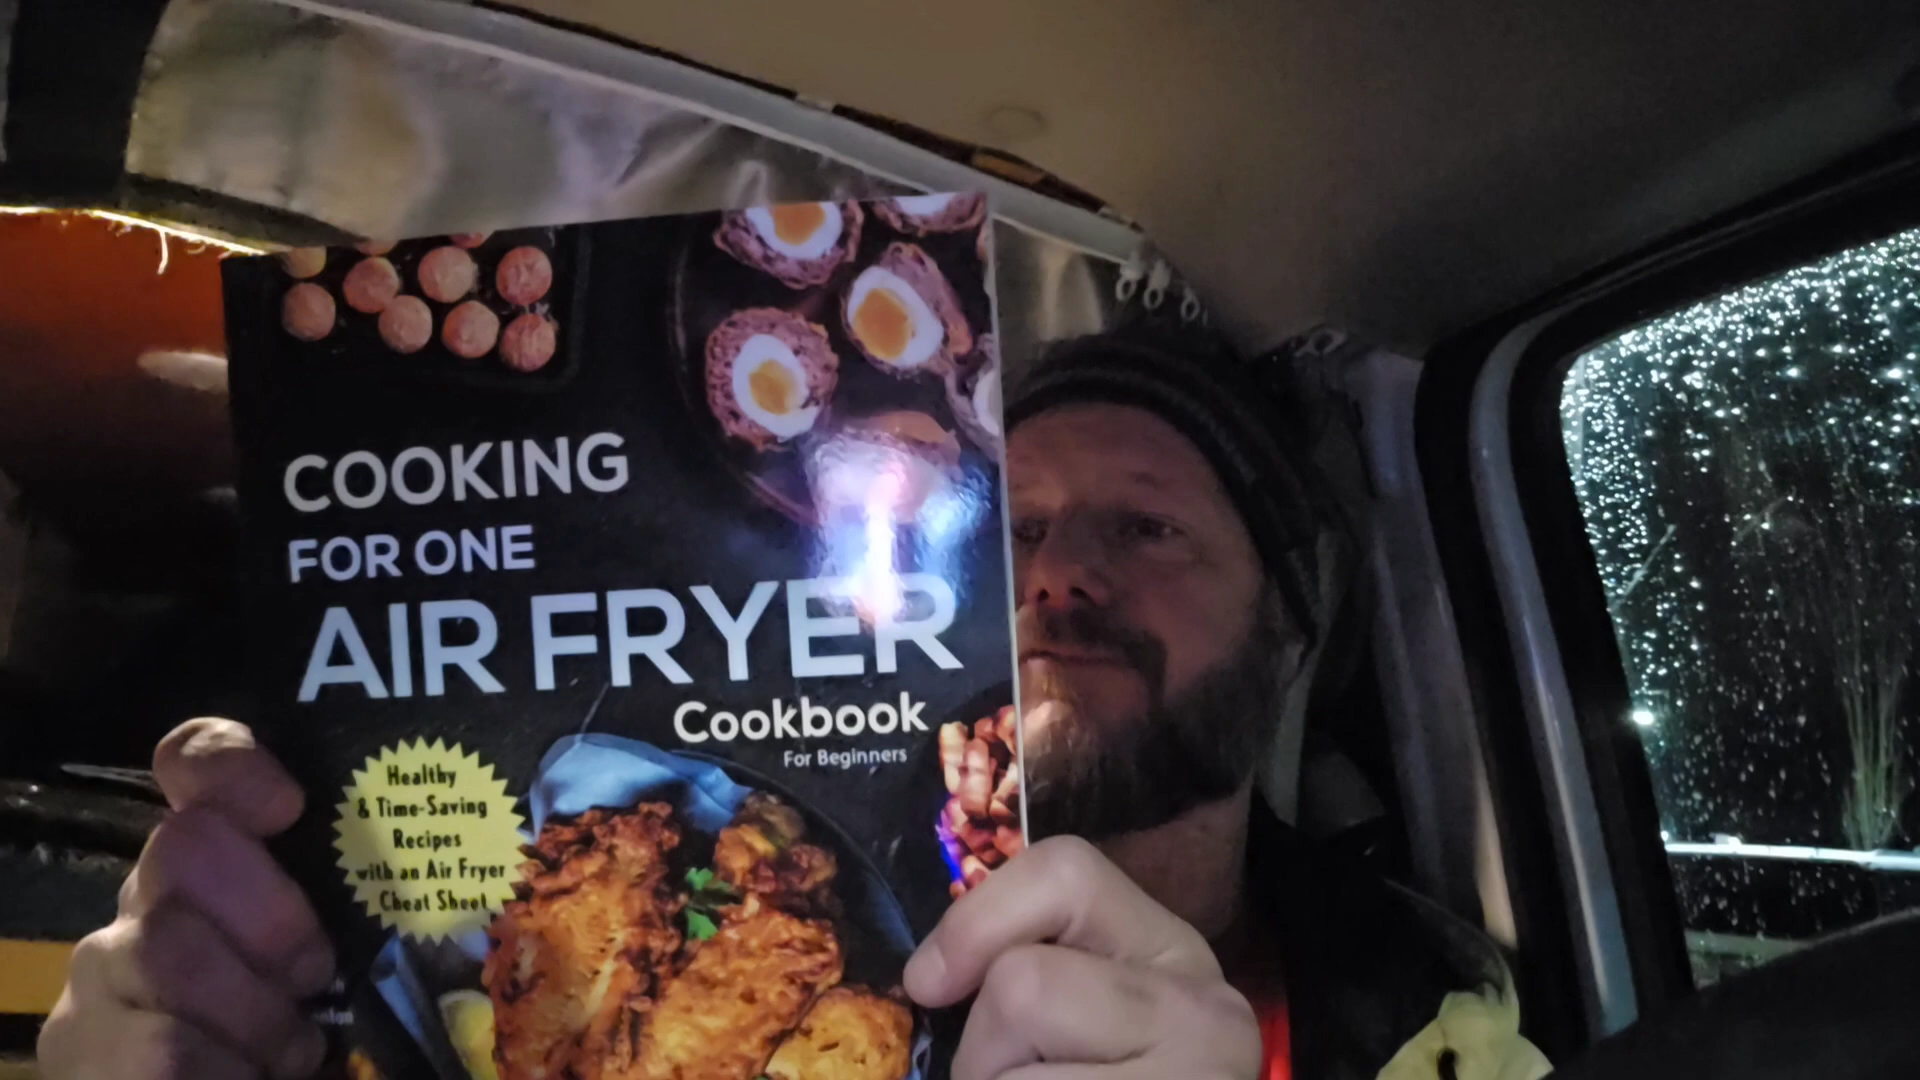 COOKING
FOR ONE
AIR FRYER
Cookbook
For Beginners
Healthy
& Time-Saving
Recipes
with an Air Fryer
Cheat Sheet